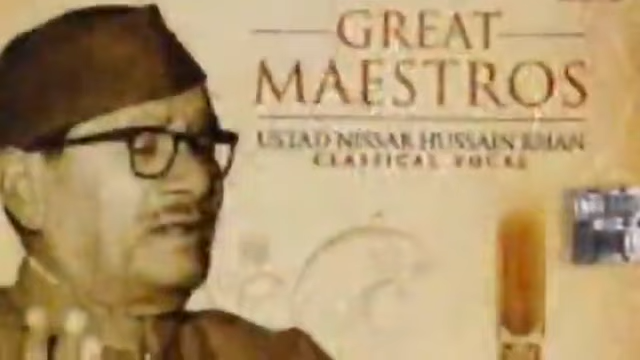 GREAT
MAESTROS
USTAD NISSAR HUSSAIN KHAN
CLASSICAL VOCAL